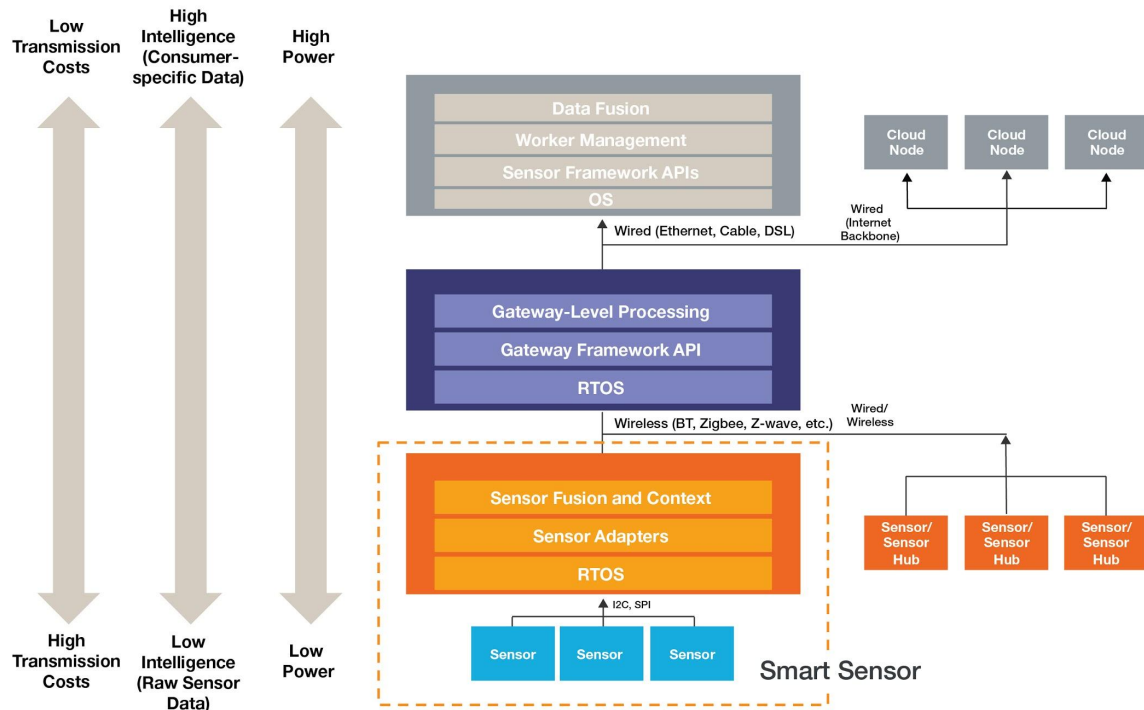 Low
Transmission
Costs
High
Intelligence
(Consumer-
specific Data)
High
Power
Data Fusion
Worker Management
Sensor Framework APIs
OS
Cloud
Node
Cloud
Node
Cloud
Node
Wired (Ethernet, Cable, DSL)
Wired
(Internet
Backbone)
Gateway-Level Processing
Gateway Framework API
RTOS
Wireless (BT, Zigbee, Z-wave, etc.)
Wired/
Wireless
Sensor Fusion and Context
Sensor Adapters
RTOS
Sensor/
Sensor
Hub
Sensor/
Sensor
Hub
Sensor/
Sensor
Hub
I2C, SPI
Sensor
Sensor
Sensor
Smart Sensor
High
Transmission
Costs
Low
Intelligence
(Raw Sensor
Data)
Low
Power